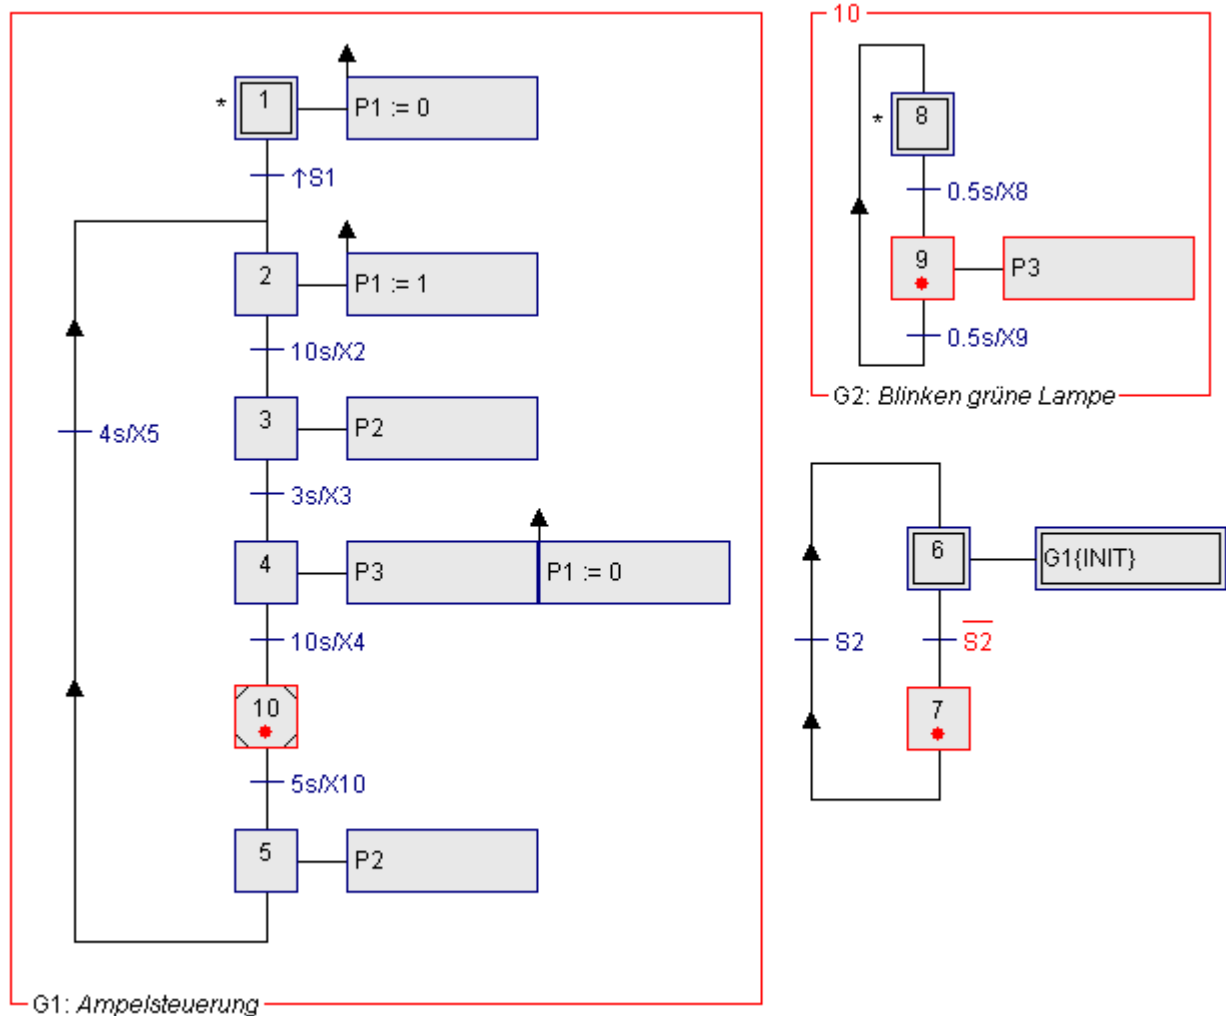 1
*
P1 := 0
↑S1
2
P1 := 1
10s/X2
3
P2
4s/X5
3s/X3
4
P3
P1 := 0
10s/X4
10
5s/X10
5
P2
G1: Ampelsteuerung
10
8
*
0.5s/X8
9
P3
0.5s/X9
G2: Blinken grüne Lampe
6
G1{INIT}
S2
S̅2̅
7